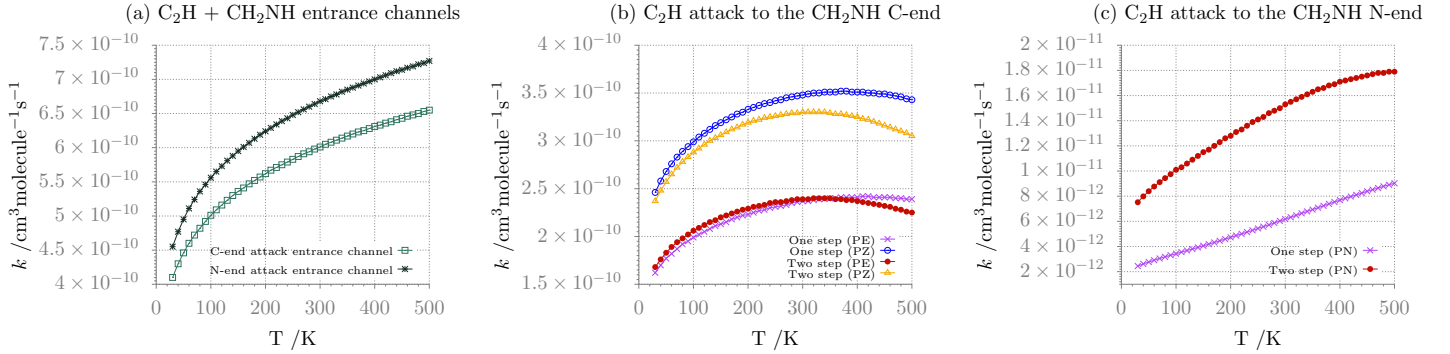 (a) C₂H + CH₂NH entrance channels
k /cm³molecule⁻¹s⁻¹
7.5 × 10⁻¹⁰
7 × 10⁻¹⁰
6.5 × 10⁻¹⁰
6 × 10⁻¹⁰
5.5 × 10⁻¹⁰
5 × 10⁻¹⁰
4.5 × 10⁻¹⁰
4 × 10⁻¹⁰
C-end attack entrance channel
N-end attack entrance channel
0 100 200 300 400 500
T /K
(b) C₂H attack to the CH₂NH C-end
k /cm³molecule⁻¹s⁻¹
4 × 10⁻¹⁰
3.5 × 10⁻¹⁰
3 × 10⁻¹⁰
2.5 × 10⁻¹⁰
2 × 10⁻¹⁰
1.5 × 10⁻¹⁰
One step (PE)
One step (PZ)
Two step (PE)
Two step (PZ)
0 100 200 300 400 500
T /K
(c) C₂H attack to the CH₂NH N-end
k /cm³molecule⁻¹s⁻¹
2 × 10⁻¹¹
1.8 × 10⁻¹¹
1.6 × 10⁻¹¹
1.4 × 10⁻¹¹
1.2 × 10⁻¹¹
1 × 10⁻¹¹
8 × 10⁻¹²
6 × 10⁻¹²
4 × 10⁻¹²
2 × 10⁻¹²
One step (PN)
Two step (PN)
0 100 200 300 400 500
T /K